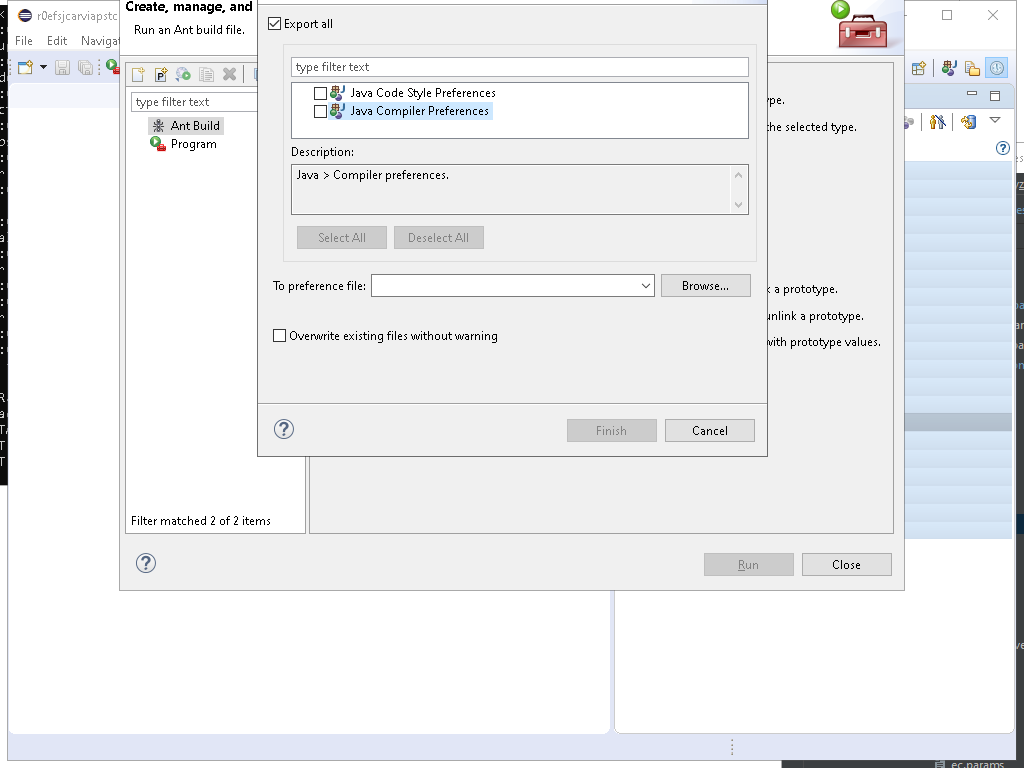 Create, manage, and
r0efsjcarviapstc
Run an Ant build file.
File Edit Navigat
Export all
type filter text
Java Code Style Preferences
Java Compiler Preferences
type filter text
Ant Build
Program
the selected type.
Description:
Java > Compiler preferences.
Select All
Deselect All
To preference file:
Browse...
a prototype.
unlink a prototype.
Overwrite existing files without warning
with prototype values.
Finish
Cancel
Filter matched 2 of 2 items
Run
Close
ec.params